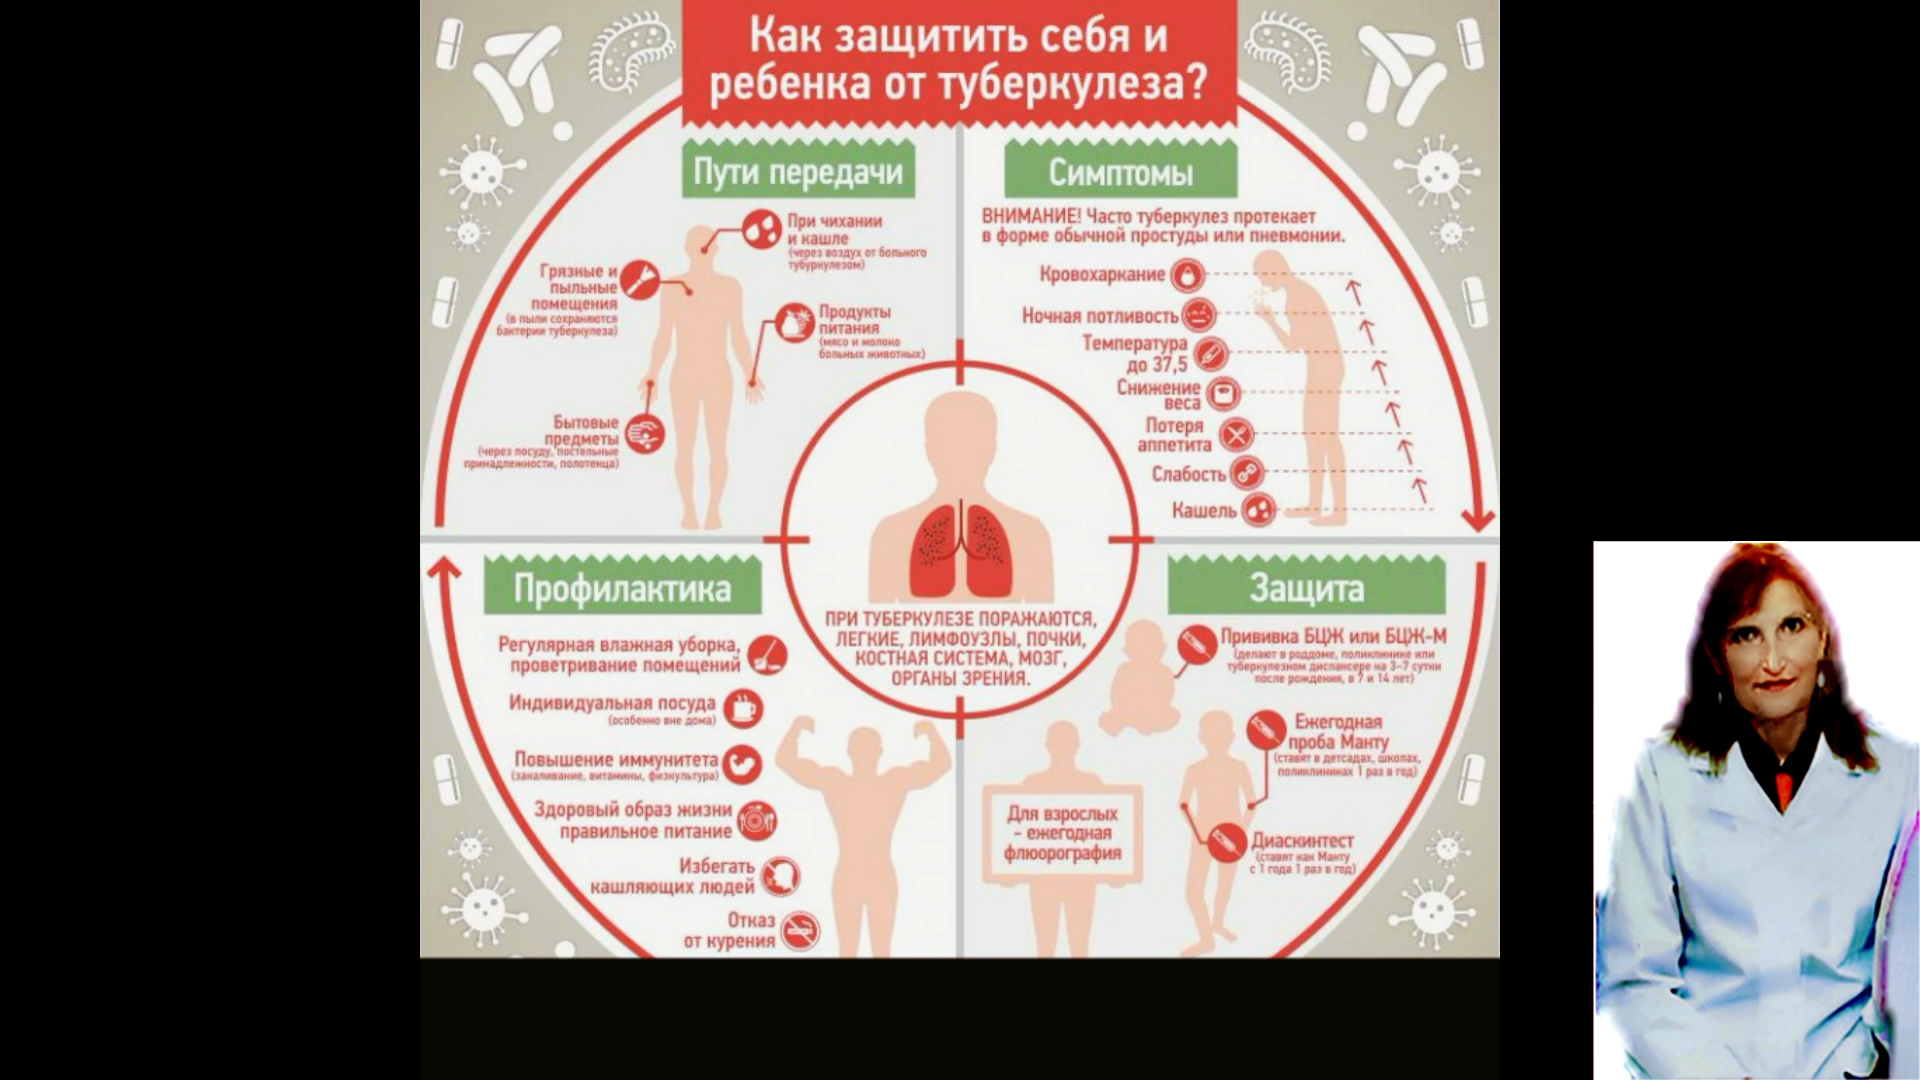 Как защитить себя и
ребенка от туберкулеза?
Пути передачи
При чихании
и кашле
(через воздух от больного
тубуркулезом)
Грязные и
пыльные
помещения
(в пыли сохраняются
бактерии туберкулеза)
Продукты
питания
(мясо и молоко
больных животных)
Бытовые
предметы
(через посуду, постельные
принадлежности, полотенца)
Симптомы
ВНИМАНИЕ! Часто туберкулез протекает
в форме обычной простуды или пневмонии.
Кровохаркание
Ночная потливость
Температура
до 37,5
Снижение
веса
Потеря
аппетита
Слабость
Кашель
ПРИ ТУБЕРКУЛЕЗЕ ПОРАЖАЮТСЯ,
ЛЕГКИЕ, ЛИМФОУЗЛЫ, ПОЧКИ,
КОСТНАЯ СИСТЕМА, МОЗГ,
ОРГАНЫ ЗРЕНИЯ.
Профилактика
Регулярная влажная уборка,
проветривание помещений
Индивидуальная посуда
(особенно вне дома)
Повышение иммунитета
(закаливание, витамины, физкультура)
Здоровый образ жизни
правильное питание
Избегать
кашляющих людей
Отказ
от курения
Защита
Прививка БЦЖ или БЦЖ-М
(делают в роддоме, поликлинике или
туберкулезном диспансере на 3-7 сутки
после рождения, в 7 и 14 лет)
Ежегодная
проба Манту
(ставят в детсадах, школах,
поликлиниках 1 раз в год)
Для взрослых
- ежегодная
флюорография
Диаскинтест
(ставят как Манту
с 1 года 1 раз в год)